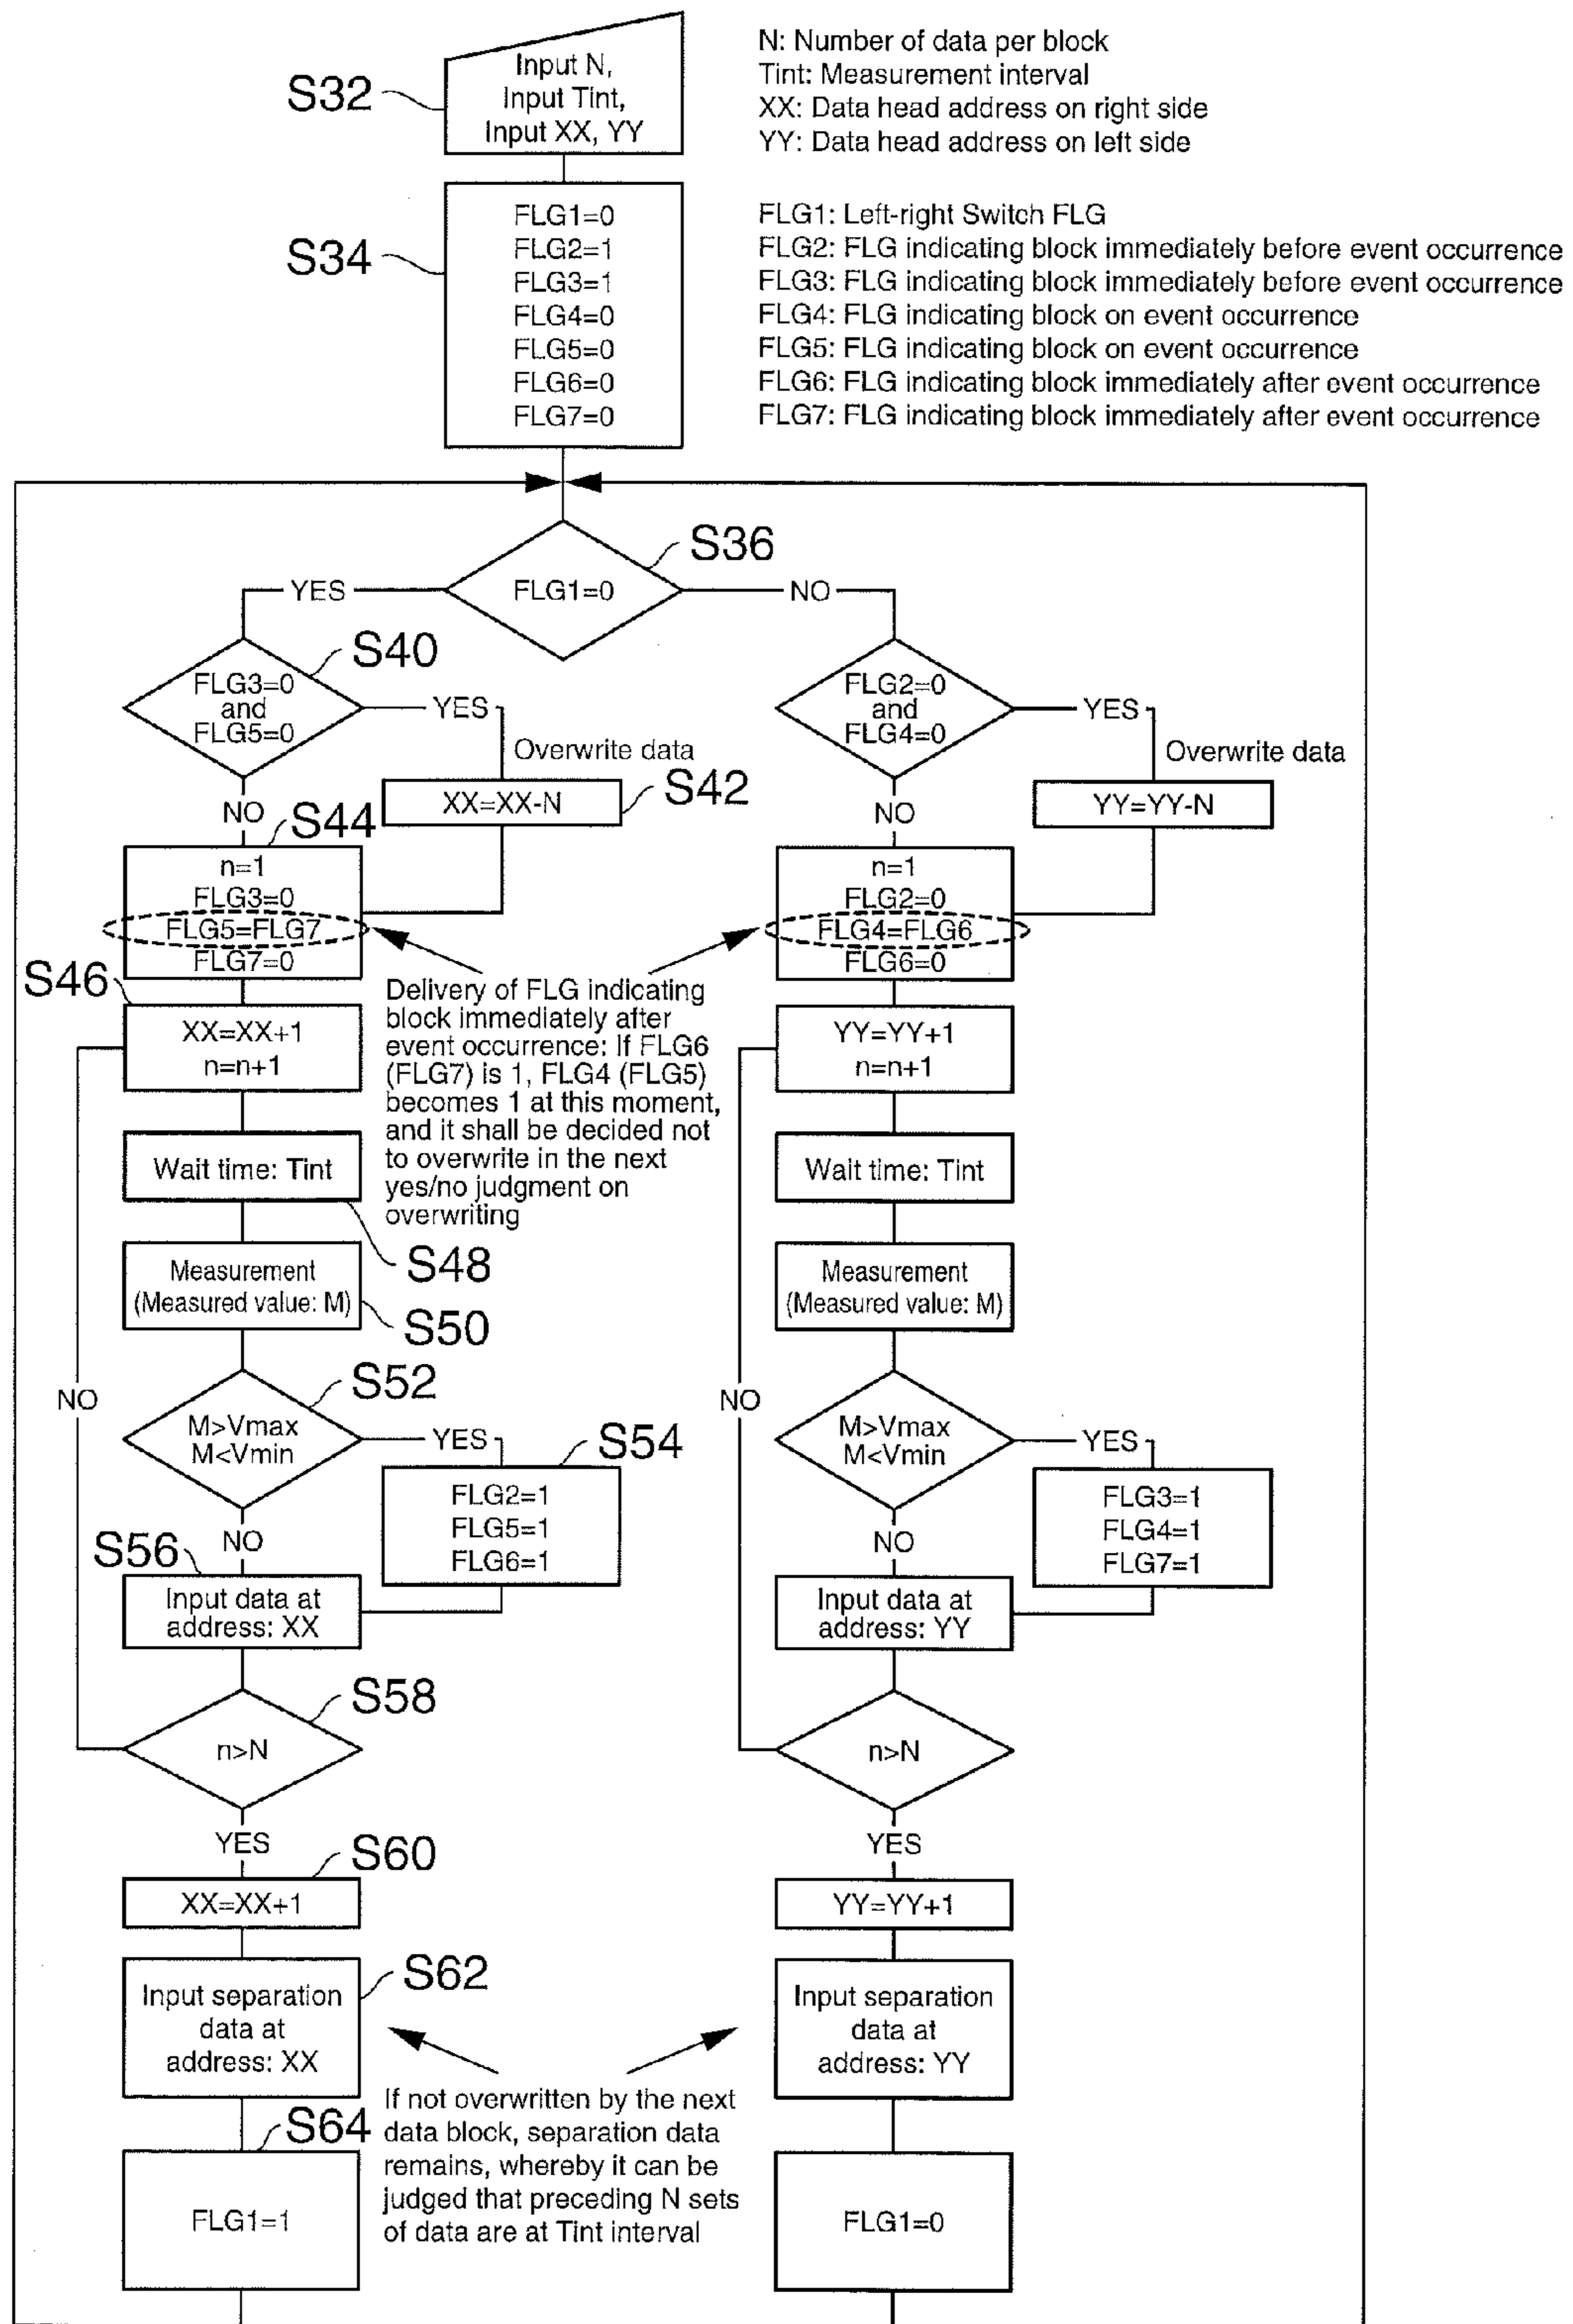 S32
Input N,
Input Tint,
Input XX, YY
N: Number of data per block
Tint: Measurement interval
XX: Data head address on right side
YY: Data head address on left side
S34
FLG1=0
FLG2=1
FLG3=1
FLG4=0
FLG5=0
FLG6=0
FLG7=0
FLG1: Left-right Switch FLG
FLG2: FLG indicating block immediately before event occurrence
FLG3: FLG indicating block immediately before event occurrence
FLG4: FLG indicating block on event occurrence
FLG5: FLG indicating block on event occurrence
FLG6: FLG indicating block immediately after event occurrence
FLG7: FLG indicating block immediately after event occurrence
S36
FLG1=0
YES
NO
S40
FLG3=0
and
FLG5=0
YES
Overwrite data
XX=XX-N
S42
NO
S44
n=1
FLG3=0
FLG5=FLG7
FLG7=0
S46
XX=XX+1
n=n+1
Wait time: Tint
S48
Measurement
(Measured value: M)
S50
S52
M>Vmax
M<Vmin
YES
S54
FLG2=1
FLG5=1
FLG6=1
NO
NO
S56
Input data at
address: XX
S58
n>N
YES
S60
XX=XX+1
S62
Input separation
data at
address: XX
S64
FLG1=1
Delivery of FLG indicating
block immediately after
event occurrence: If FLG6
(FLG7) is 1, FLG4 (FLG5)
becomes 1 at this moment,
and it shall be decided not
to overwrite in the next
yes/no judgment on
overwriting
If not overwritten by the next
data block, separation data
remains, whereby it can be
judged that preceding N sets
of data are at Tint interval
FLG2=0
and
FLG4=0
YES
Overwrite data
YY=YY-N
NO
n=1
FLG2=0
FLG4=FLG6
FLG6=0
YY=YY+1
n=n+1
Wait time: Tint
Measurement
(Measured value: M)
M>Vmax
M<Vmin
YES
FLG3=1
FLG4=1
FLG7=1
NO
NO
Input data at
address: YY
n>N
YES
YY=YY+1
Input separation
data at
address: YY
FLG1=0